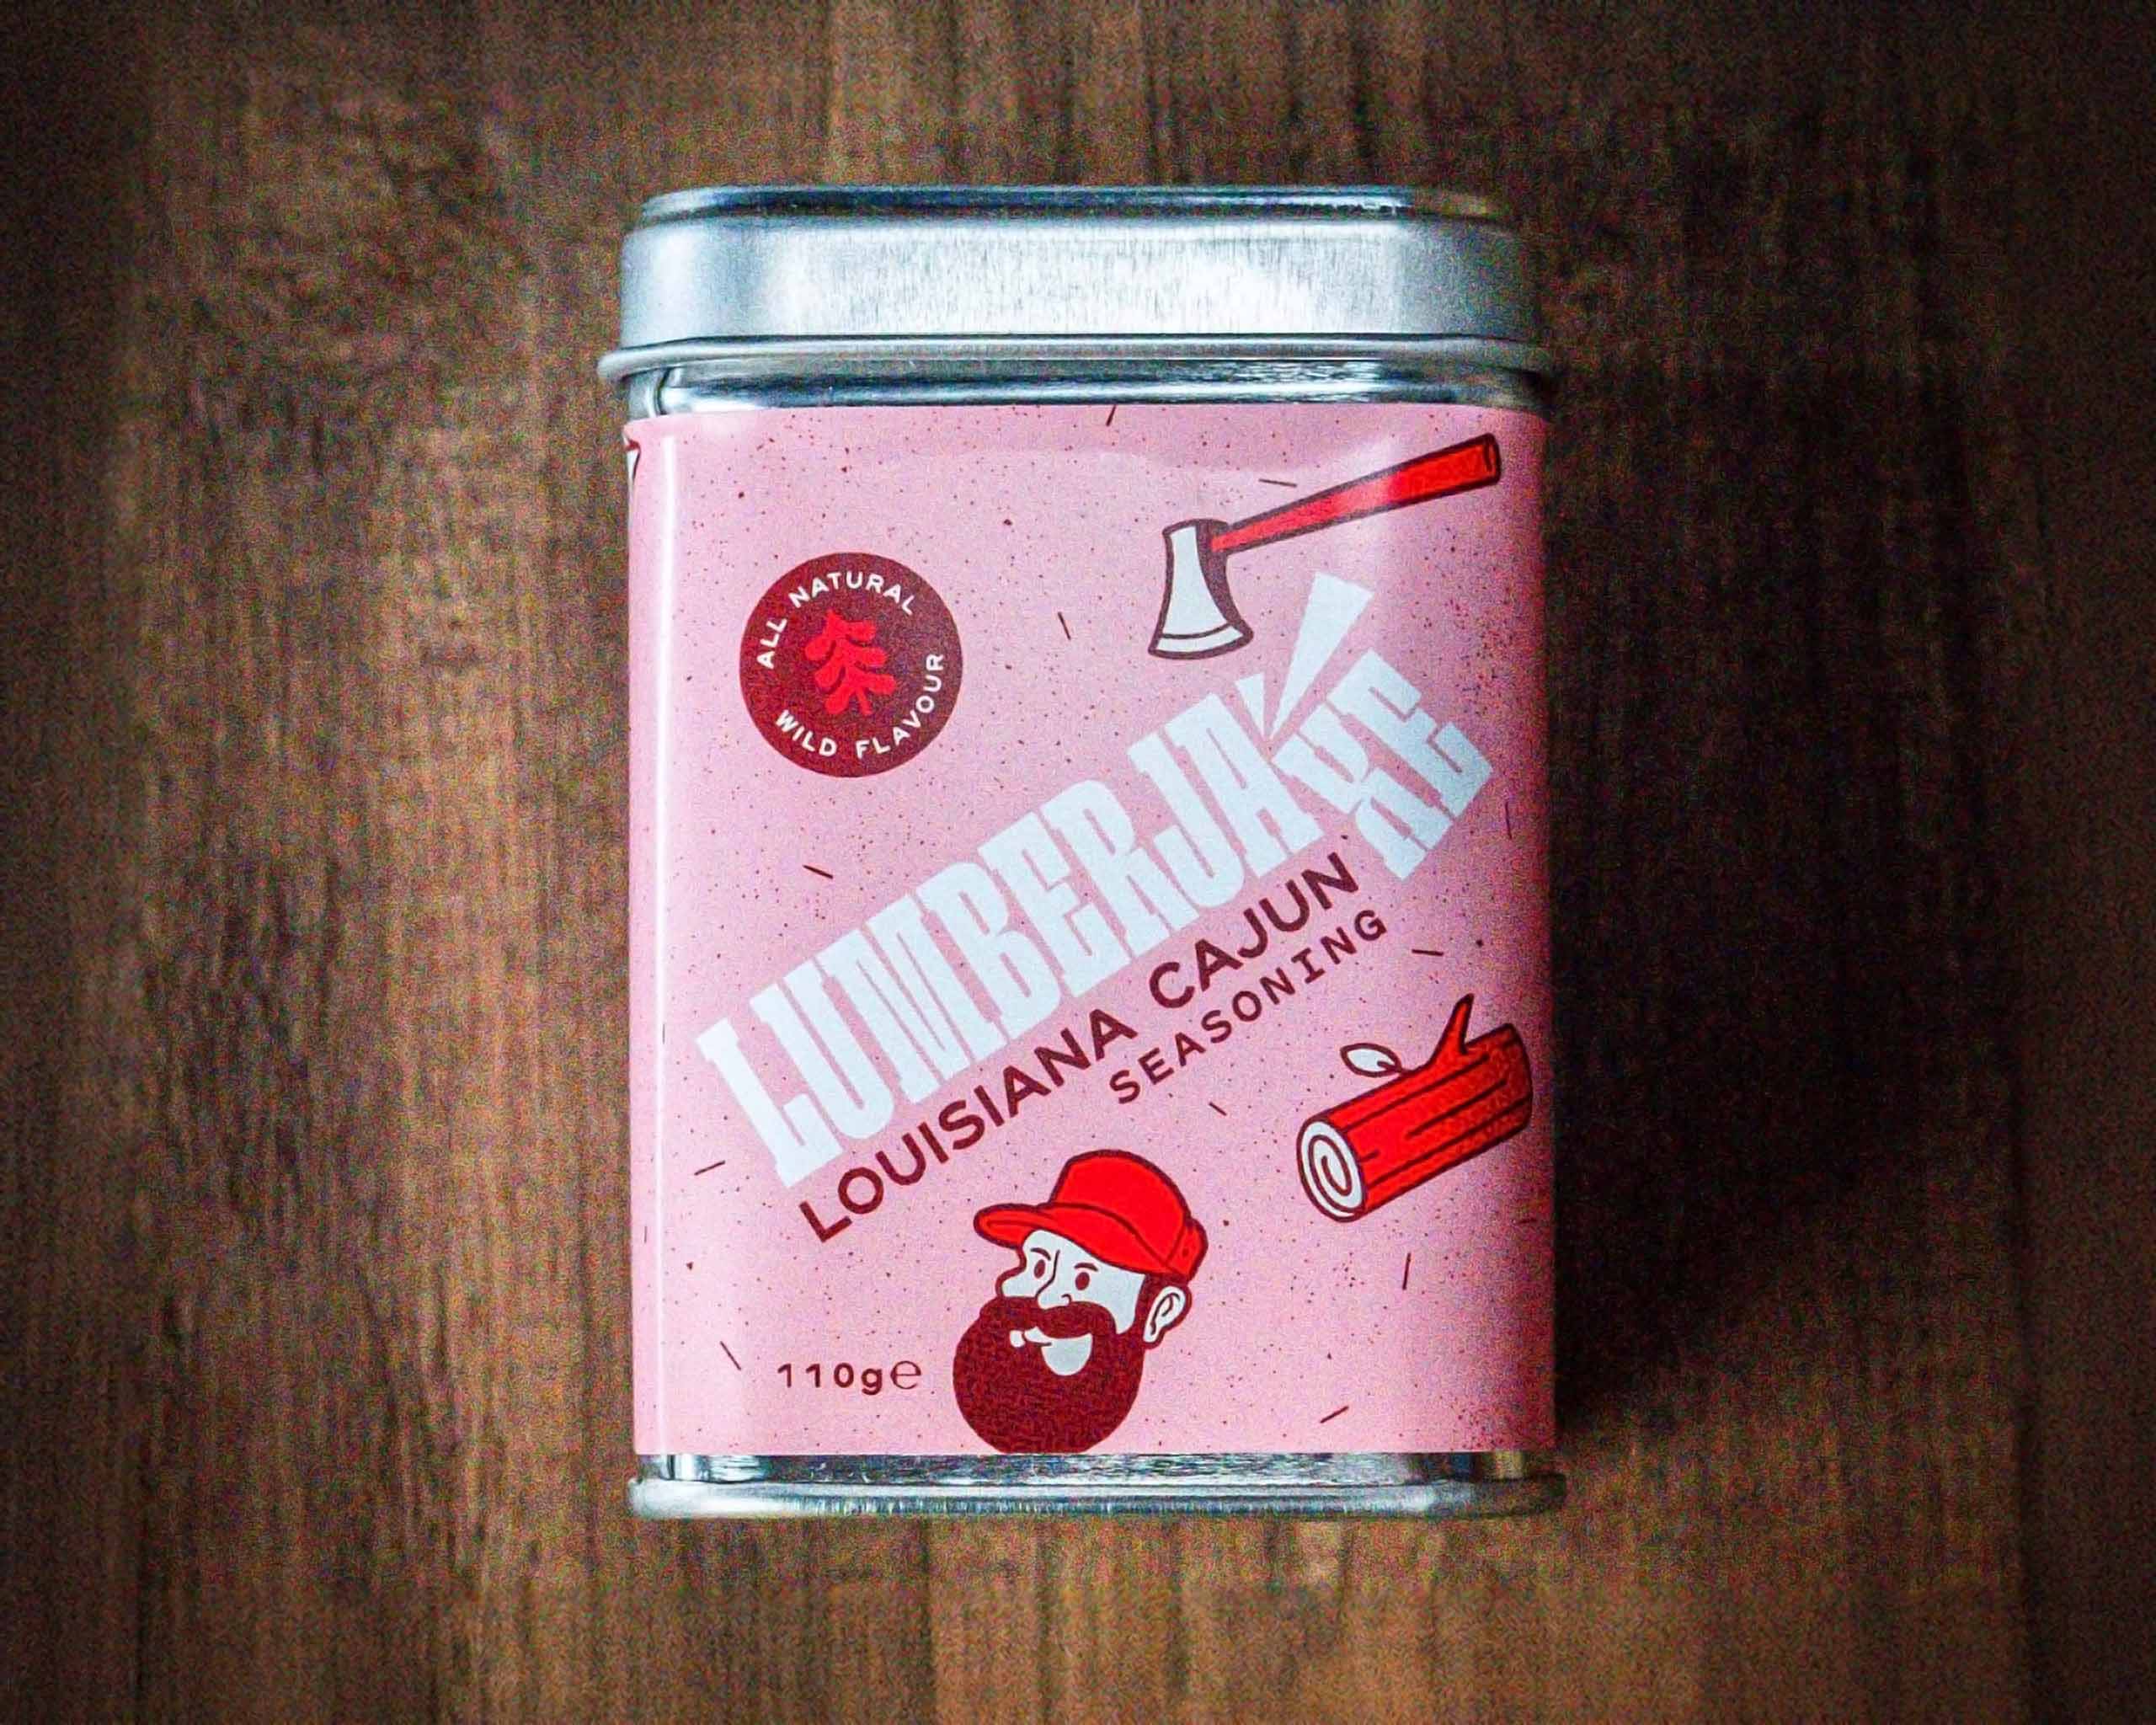 ALL NATURAL
WILD FLAVOUR
LUMBERJAKE
LOUISIANA CAJUN
SEASONING
110g℮